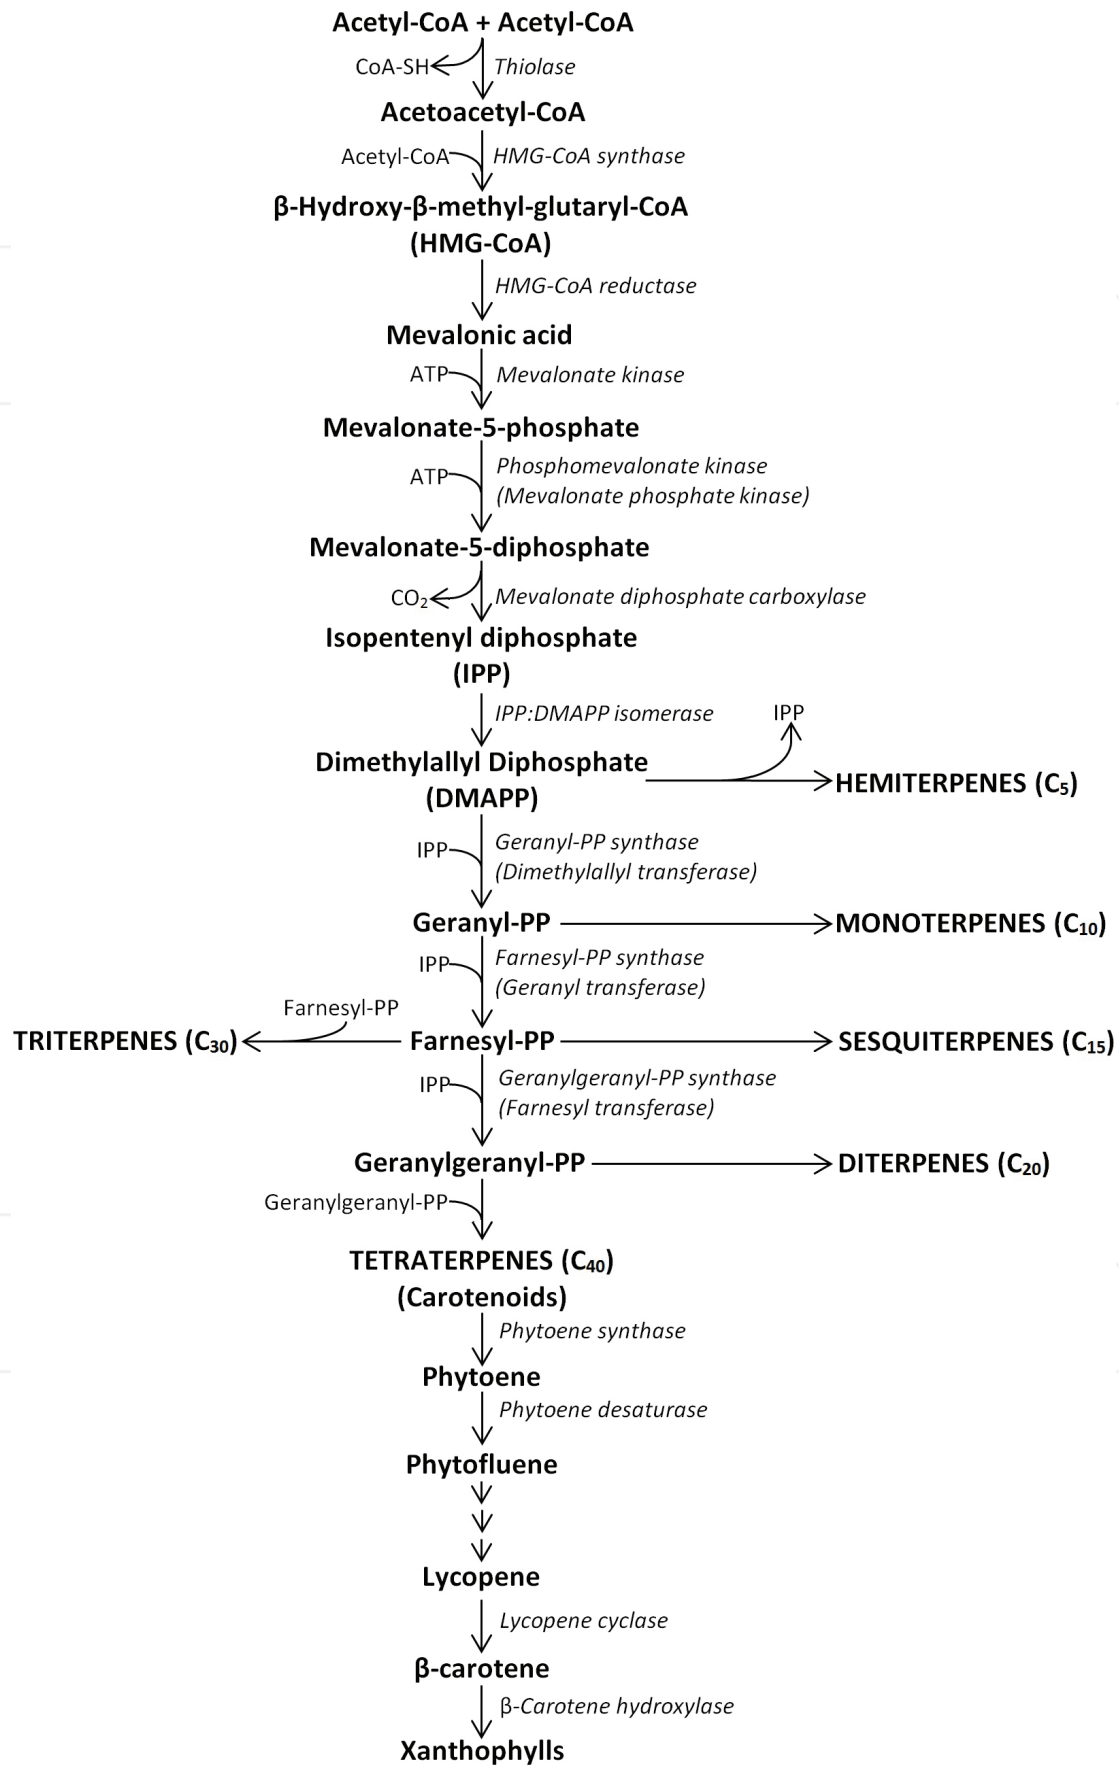 Acetyl-CoA + Acetyl-CoA
CoA-SH
Thiolase
Acetoacetyl-CoA
Acetyl-CoA
HMG-CoA synthase
β-Hydroxy-β-methyl-glutaryl-CoA
(HMG-CoA)
HMG-CoA reductase
Mevalonic acid
ATP
Mevalonate kinase
Mevalonate-5-phosphate
ATP
Phosphomevalonate kinase
(Mevalonate phosphate kinase)
Mevalonate-5-diphosphate
CO₂
Mevalonate diphosphate carboxylase
Isopentenyl diphosphate
(IPP)
IPP:DMAPP isomerase
IPP
Dimethylallyl Diphosphate
(DMAPP)
HEMITERPENES (C₅)
IPP
Geranyl-PP synthase
(Dimethylallyl transferase)
Geranyl-PP
MONOTERPENES (C₁₀)
IPP
Farnesyl-PP synthase
(Geranyl transferase)
Farnesyl-PP
TRITERPENES (C₃₀)
Farnesyl-PP
SESQUITERPENES (C₁₅)
IPP
Geranylgeranyl-PP synthase
(Farnesyl transferase)
Geranylgeranyl-PP
DITERPENES (C₂₀)
Geranylgeranyl-PP
TETRATERPENES (C₄₀)
(Carotenoids)
Phytoene synthase
Phytoene
Phytoene desaturase
Phytofluene
Lycopene
Lycopene cyclase
β-carotene
β-Carotene hydroxylase
Xanthophylls